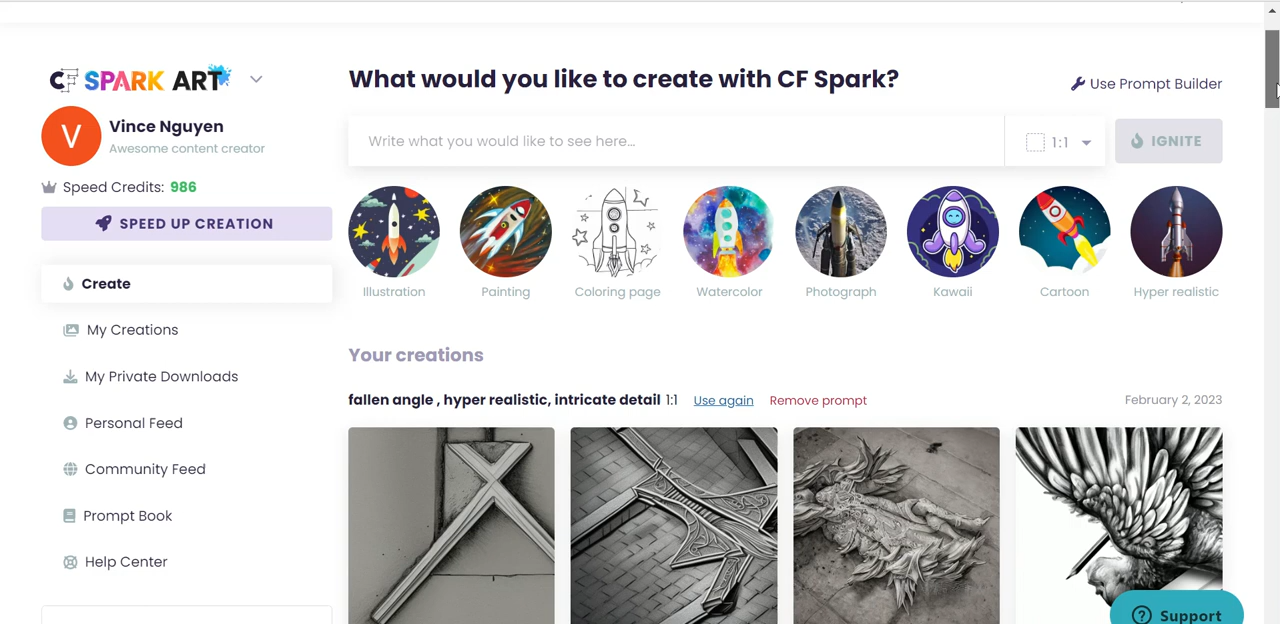 CF SPARK ART
V
Vince Nguyen
Awesome content creator
Speed Credits: 986
SPEED UP CREATION
Create
My Creations
My Private Downloads
Personal Feed
Community Feed
Prompt Book
Help Center
What would you like to create with CF Spark?
Use Prompt Builder
Write what you would like to see here...
1:1
IGNITE
Illustration
Painting
Coloring page
Watercolor
Photograph
Kawaii
Cartoon
Hyper realistic
Your creations
fallen angle , hyper realistic, intricate detail 1:1 Use again Remove prompt February 2, 2023
? Support